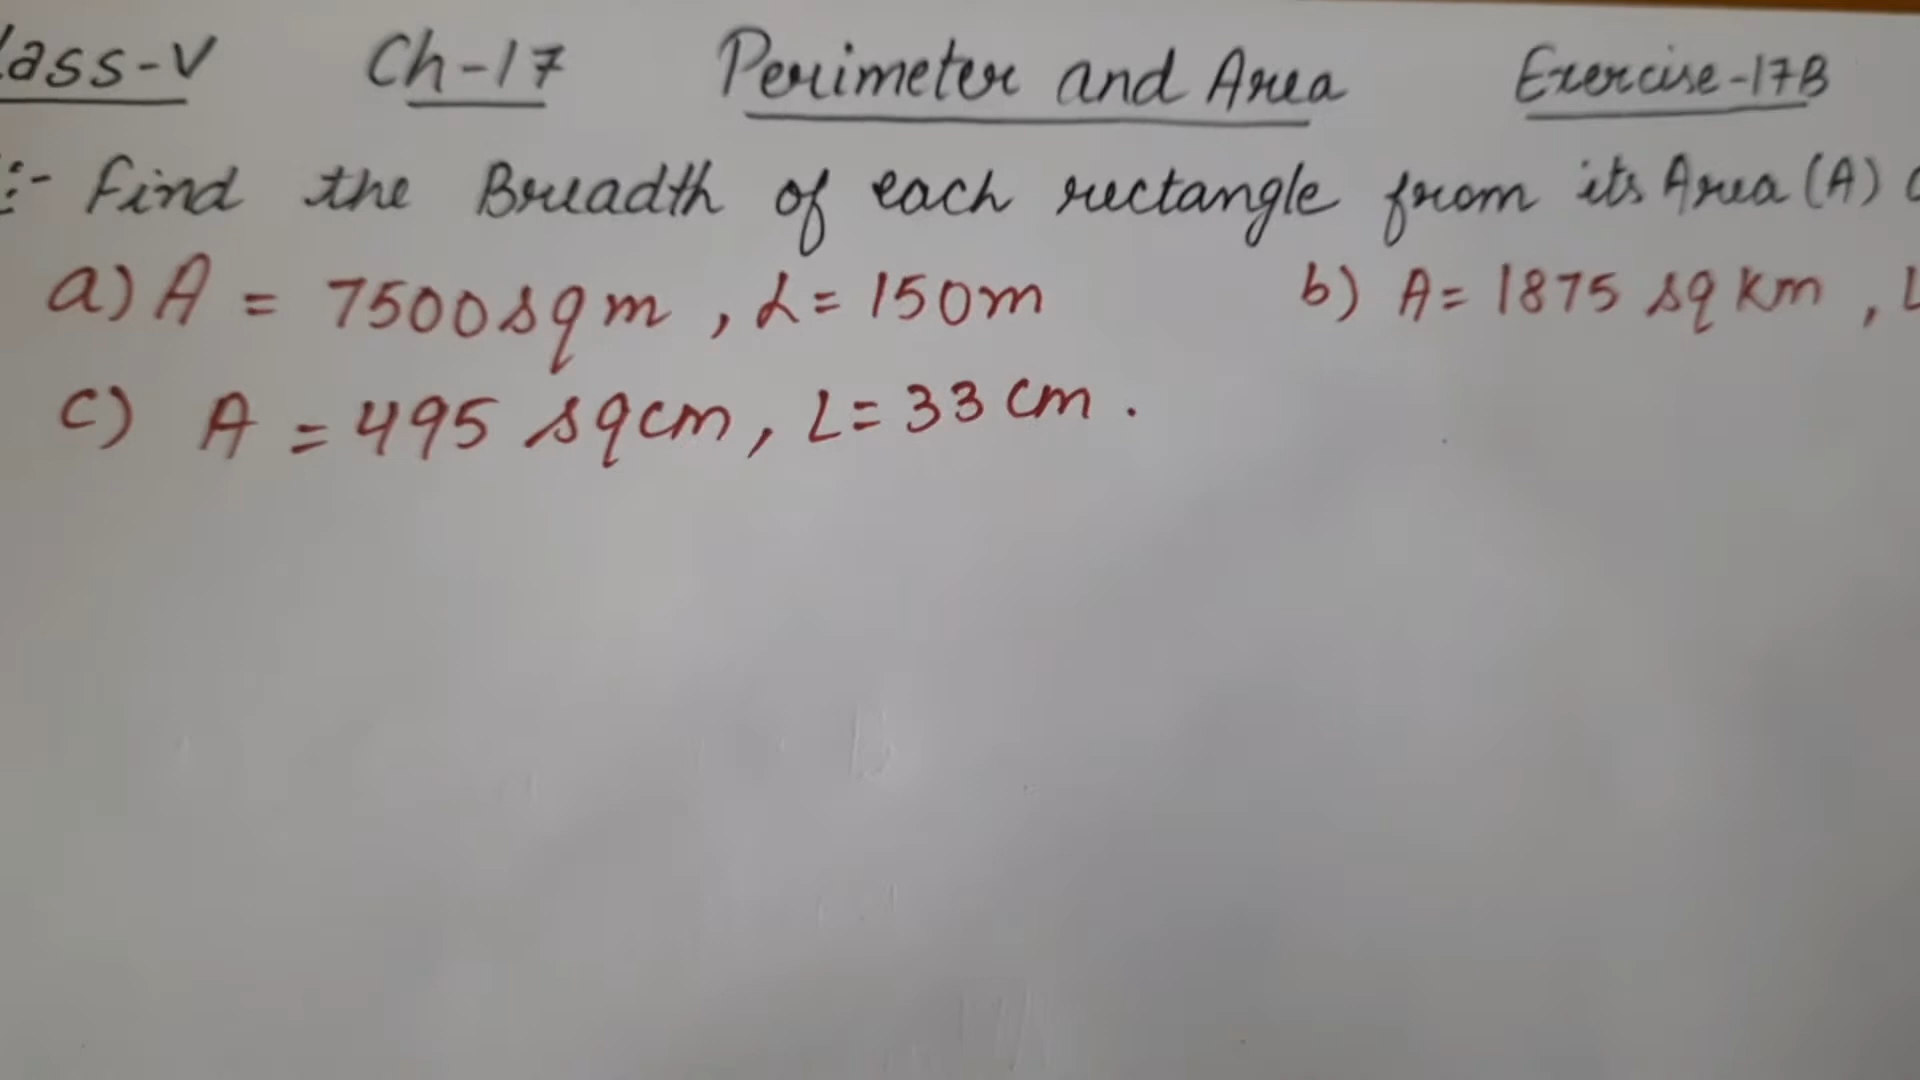 lass-V Ch-17 Perimeter and Area Exercise-17B
:- Find the Breadth of each rectangle from its Area (A)
a) A = 7500 sq m , L = 150 m b) A = 1875 sq km , L
c) A = 495 sq cm , L = 33 cm .